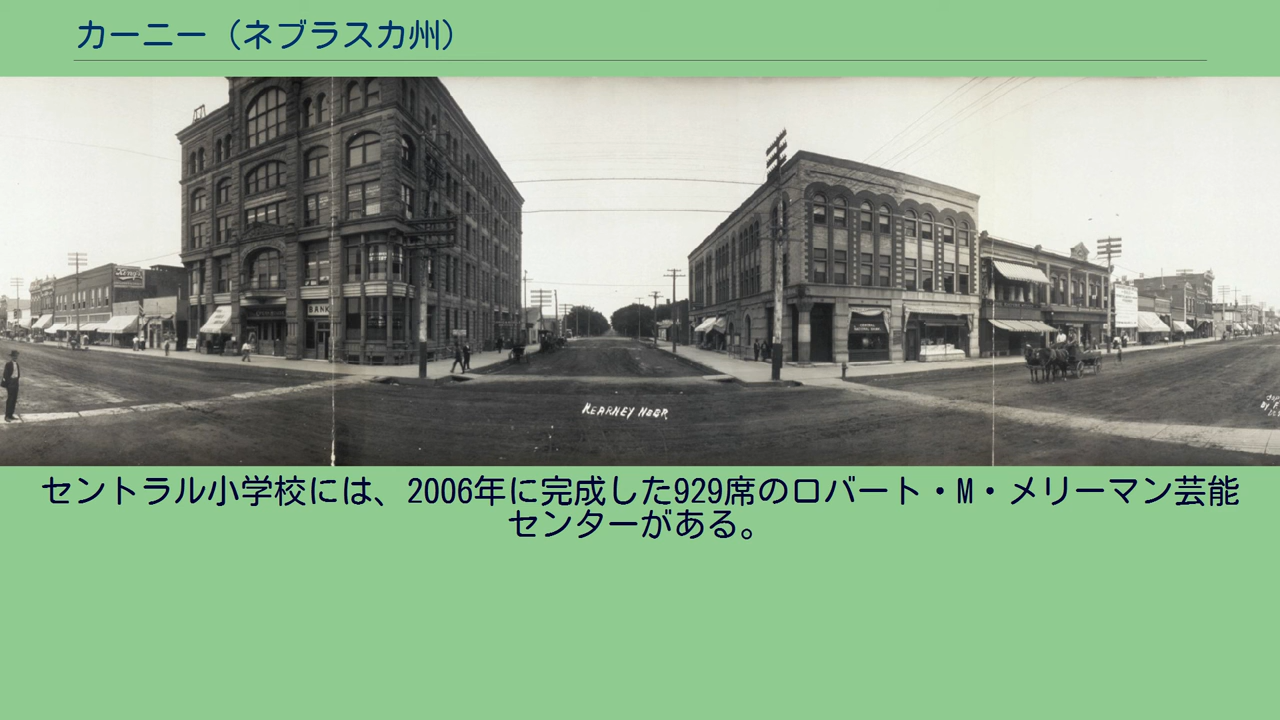 カーニー（ネブラスカ州）
King's
BANK
KEARNEY NEBR.
セントラル小学校には、2006年に完成した929席のロバート・M・メリーマン芸能
センターがある。